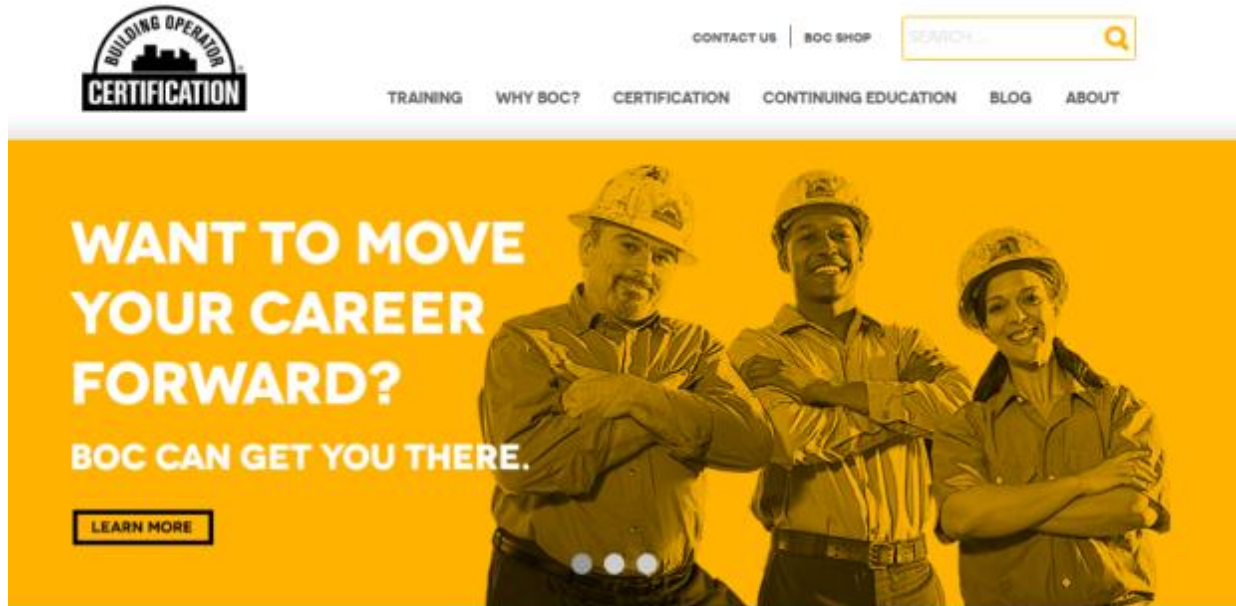 BUILDING OPERATOR
CERTIFICATION
CONTACT US
BOC SHOP
SEARCH ...
TRAINING
WHY BOC?
CERTIFICATION
CONTINUING EDUCATION
BLOG
ABOUT
WANT TO MOVE
YOUR CAREER
FORWARD?
BOC CAN GET YOU THERE.
LEARN MORE